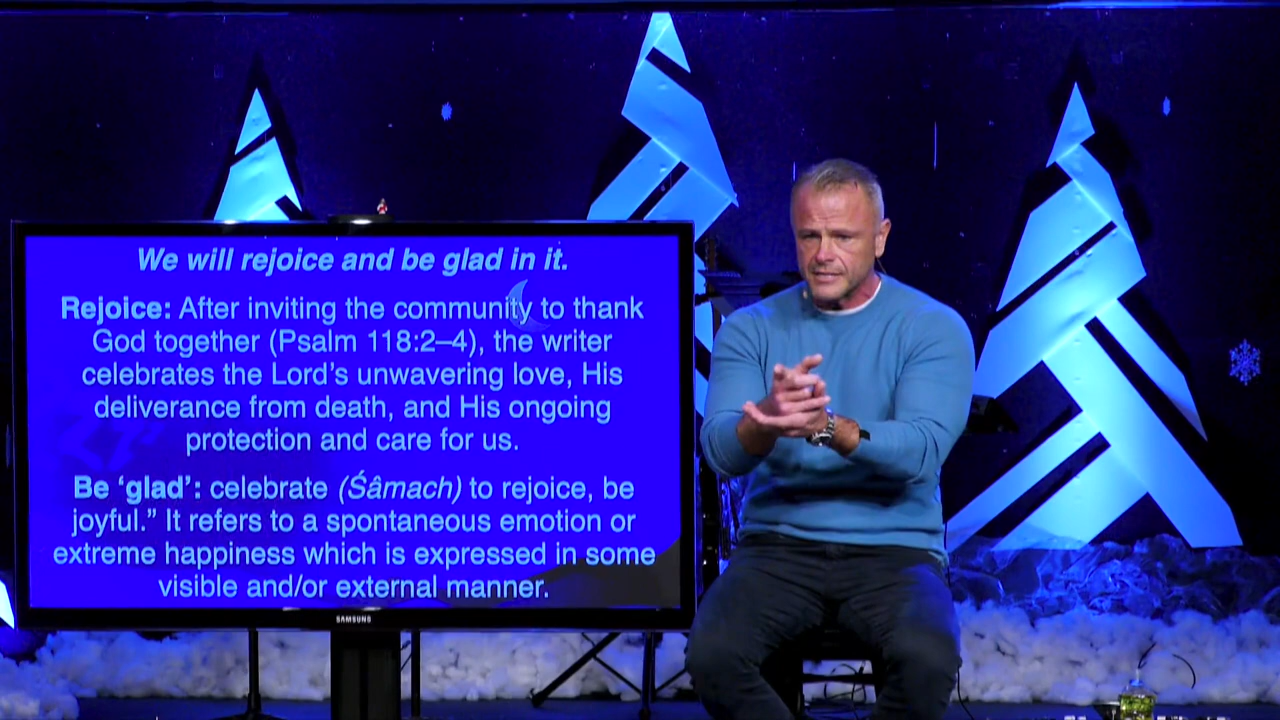 We will rejoice and be glad in it.
Rejoice: After inviting the community to thank
God together (Psalm 118:2–4), the writer
celebrates the Lord’s unwavering love, His
deliverance from death, and His ongoing
protection and care for us.
Be ‘glad’: celebrate (Śâmach) to rejoice, be
joyful.” It refers to a spontaneous emotion or
extreme happiness which is expressed in some
visible and/or external manner.
SAMSUNG